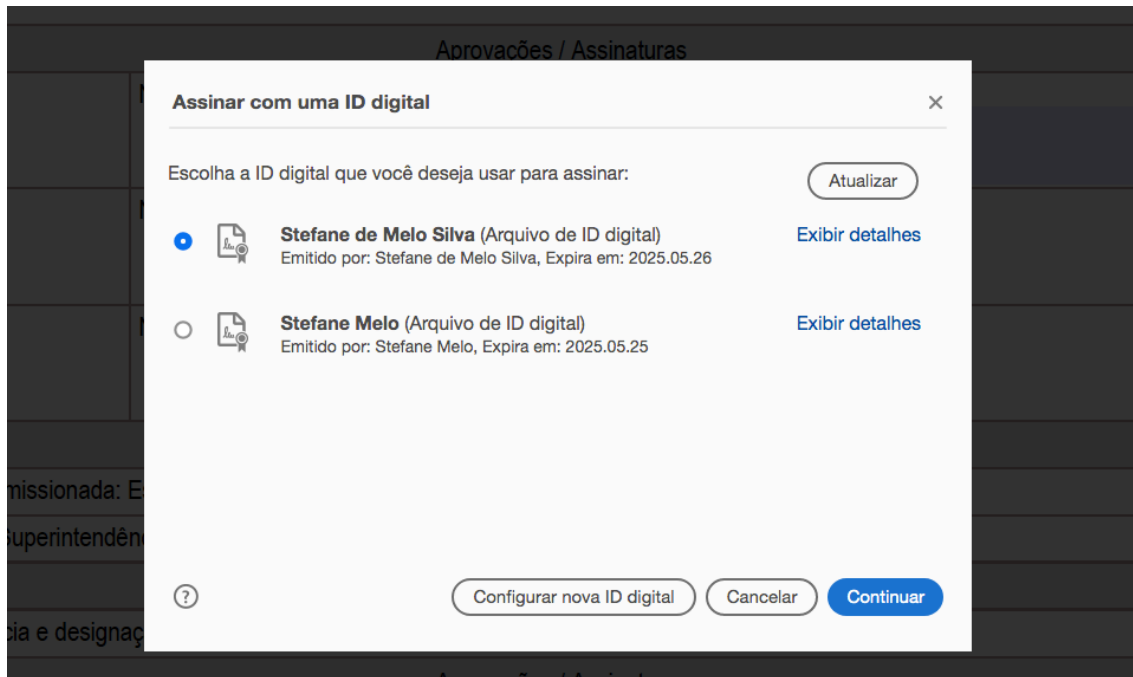 Aprovações / Assinaturas
Assinar com uma ID digital
Escolha a ID digital que você deseja usar para assinar:
Atualizar
Stefane de Melo Silva (Arquivo de ID digital)
Exibir detalhes
Emitido por: Stefane de Melo Silva, Expira em: 2025.05.26
Stefane Melo (Arquivo de ID digital)
Exibir detalhes
Emitido por: Stefane Melo, Expira em: 2025.05.25
missionada: E
Superintendên
?
Configurar nova ID digital
Cancelar
Continuar
cia e designaç